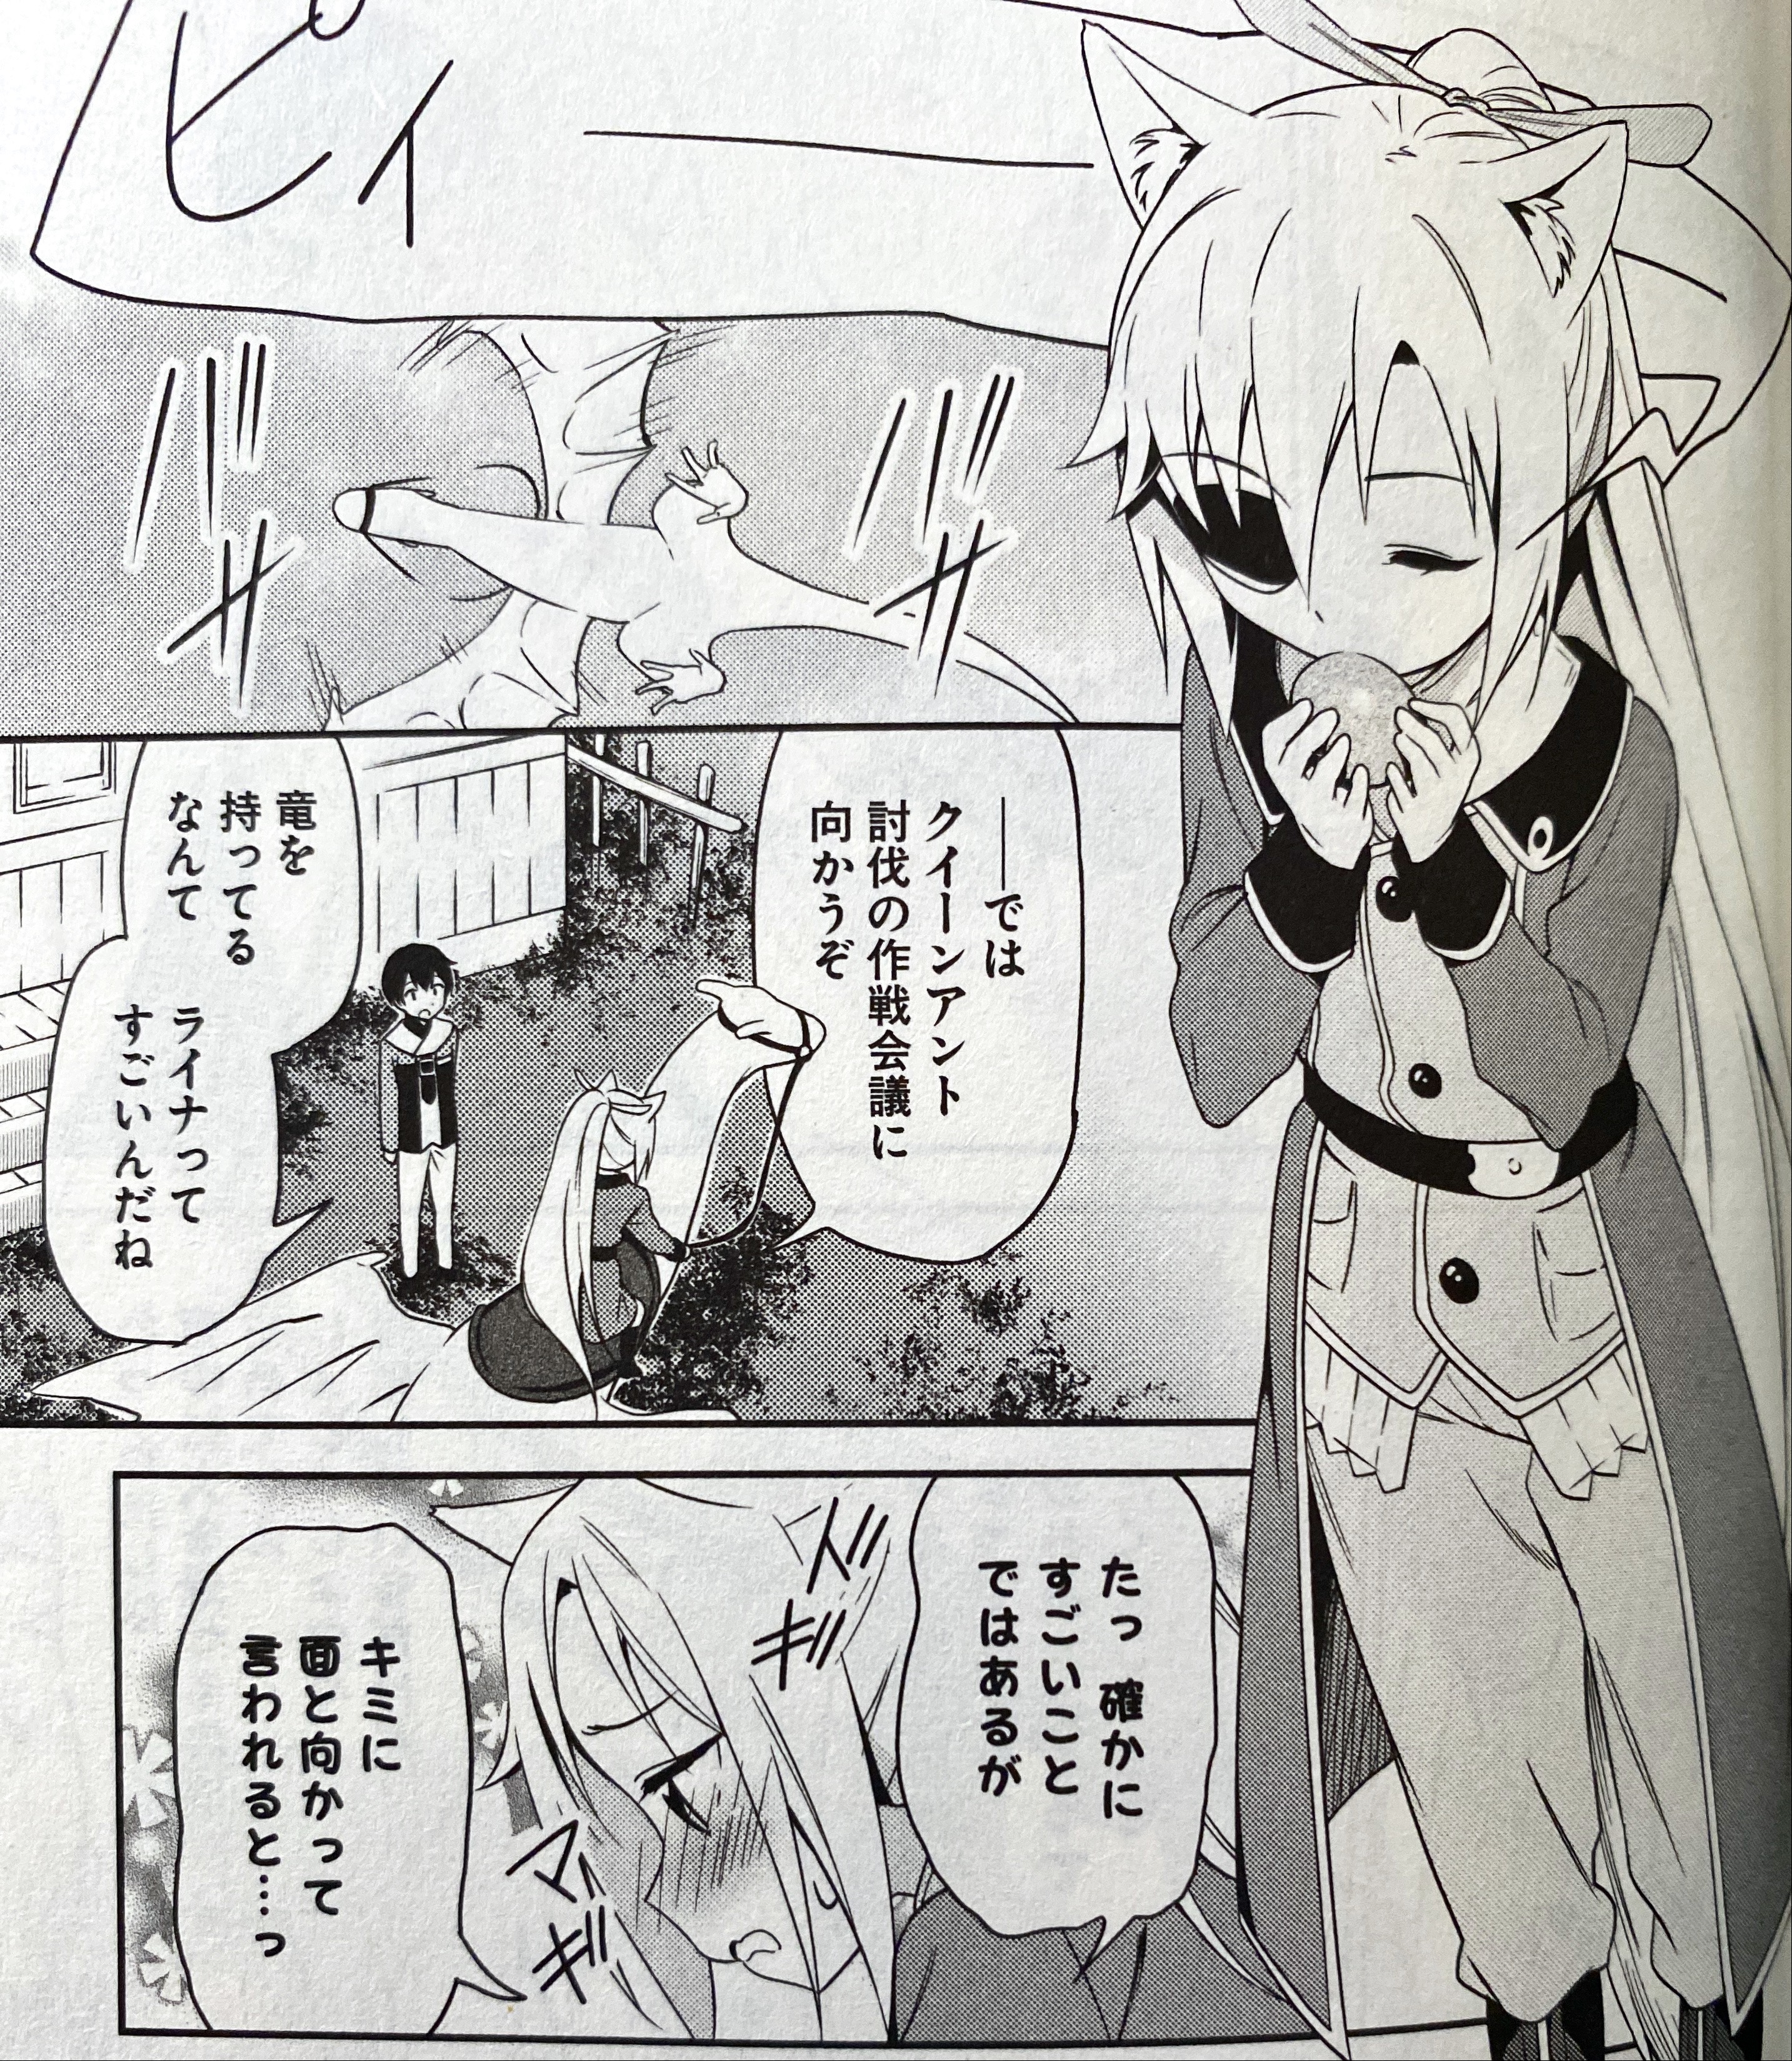 ピィ――
バサッ
バサッ
――では
クイーンアント
討伐の作戦会議に
向かうぞ
竜を
持ってる
なんて
ライナって
すごいんだね
たっ 確かに
すごいこと
ではあるが
ドギ
マギ
キミに
面と向かって
言われると…っ